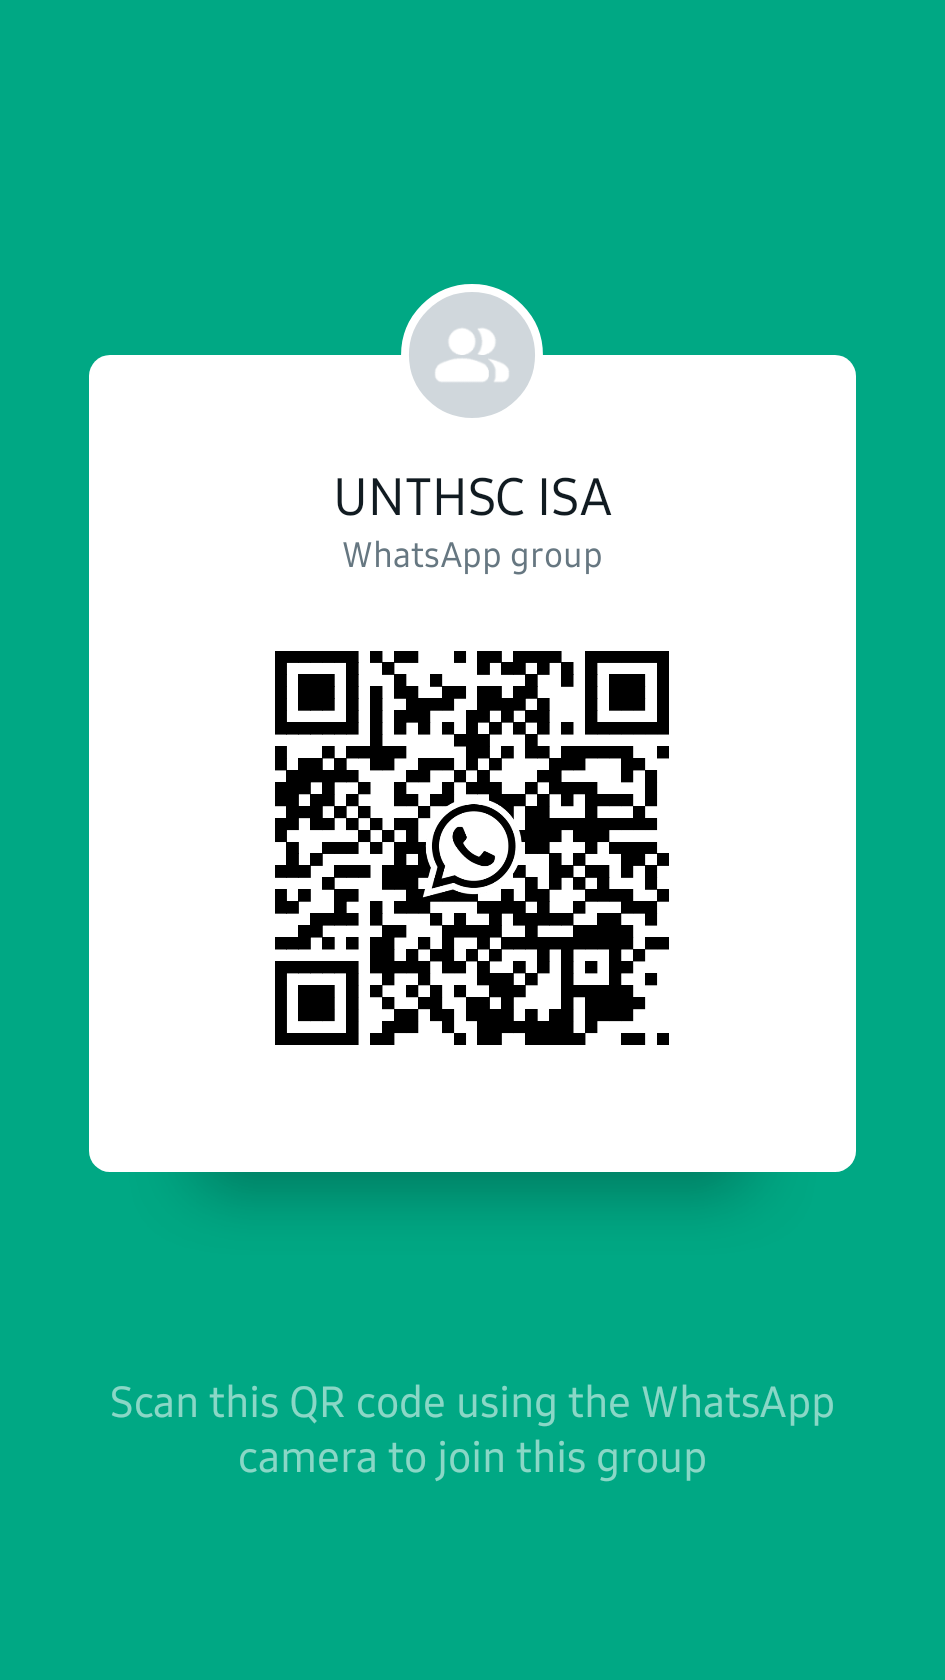 UNTHSC ISA
WhatsApp group
Scan this QR code using the WhatsApp
camera to join this group